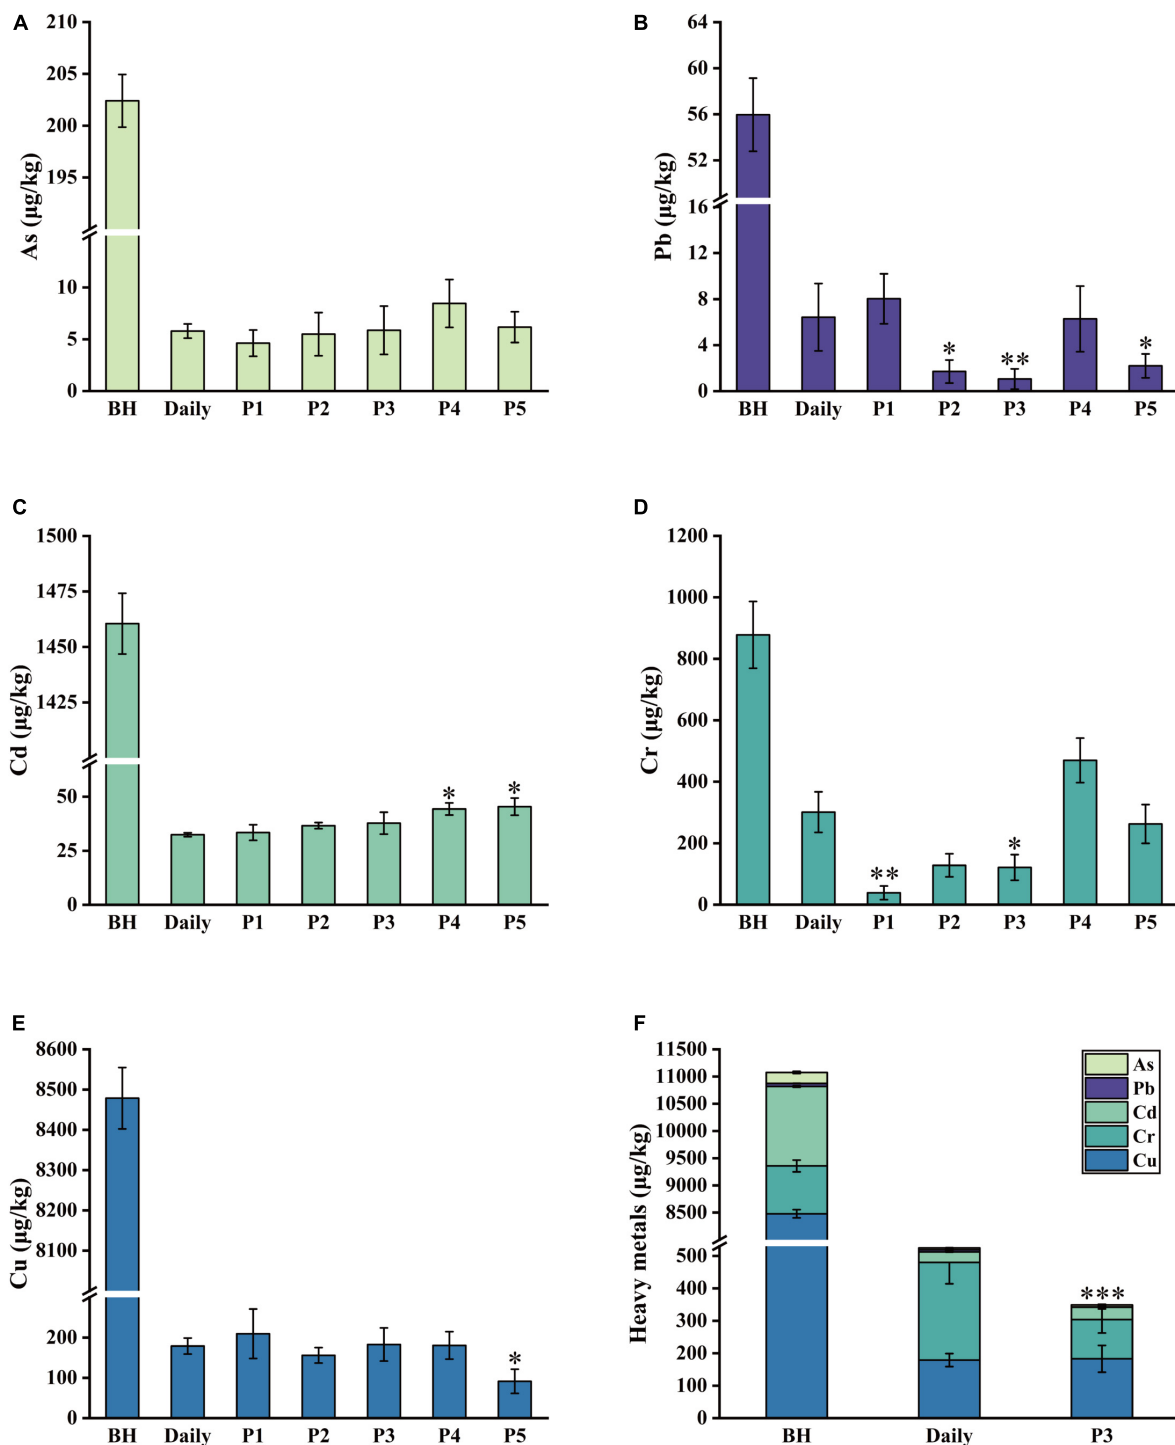 A
As (µg/kg)
210
205
200
195
10
5
0
BH Daily P1 P2 P3 P4 P5
B
Pb (µg/kg)
64
60
56
52
16
12
8
4
0
* ** *
BH Daily P1 P2 P3 P4 P5
C
Cd (µg/kg)
1500
1475
1450
1425
50
25
0
* *
BH Daily P1 P2 P3 P4 P5
D
Cr (µg/kg)
1200
1000
800
600
400
200
0
** *
BH Daily P1 P2 P3 P4 P5
E
Cu (µg/kg)
8600
8500
8400
8300
8200
8100
200
100
0
*
BH Daily P1 P2 P3 P4 P5
F
Heavy metals (µg/kg)
11500
11000
10500
10000
9500
9000
8500
500
400
300
200
100
0
As
Pb
Cd
Cr
Cu
***
BH Daily P3